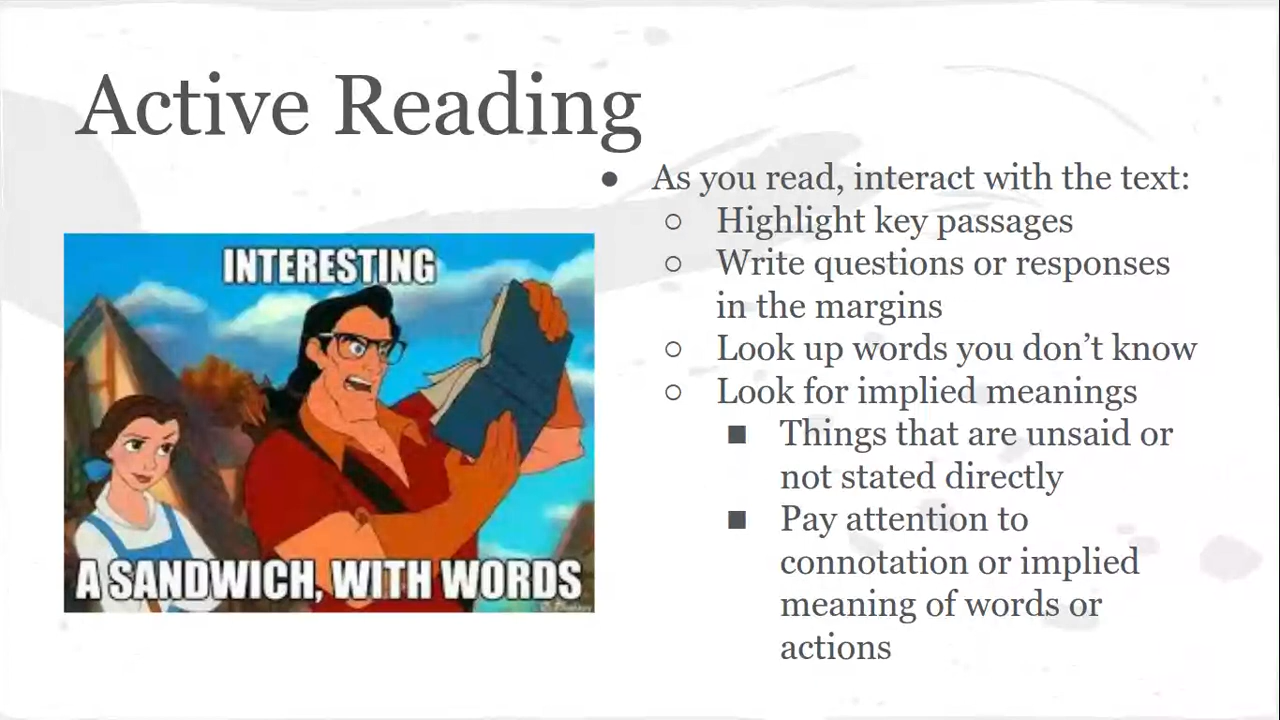 Active Reading
● As you read, interact with the text:
○ Highlight key passages
○ Write questions or responses
in the margins
○ Look up words you don’t know
○ Look for implied meanings
■ Things that are unsaid or
not stated directly
■ Pay attention to
connotation or implied
meaning of words or
actions
INTERESTING
A SANDWICH, WITH WORDS